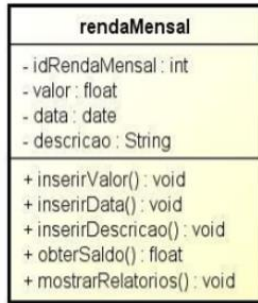 rendaMensal
- idRendaMensal : int
- valor : float
- data : date
- descricao : String
+ inserirValor() : void
+ inserirData() : void
+ inserirDescricao() : void
+ obterSaldo() : float
+ mostrarRelatorios() : void